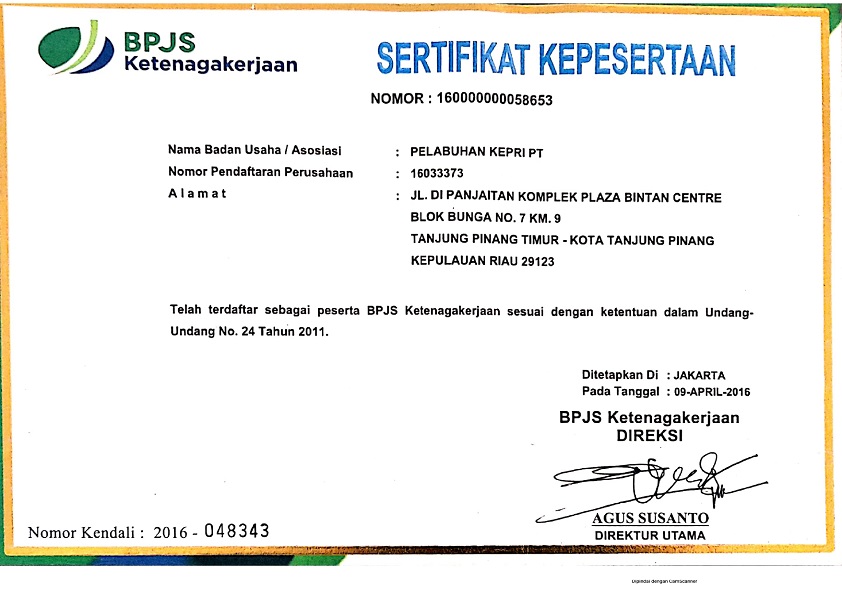 BPJS
Ketenagakerjaan
SERTIFIKAT KEPESERTAAN
NOMOR : 160000000058653
Nama Badan Usaha / Asosiasi : PELABUHAN KEPRI PT
Nomor Pendaftaran Perusahaan : 16033373
Alamat : JL. DI PANJAITAN KOMPLEK PLAZA BINTAN CENTRE
BLOK BUNGA NO. 7 KM. 9
TANJUNG PINANG TIMUR - KOTA TANJUNG PINANG
KEPULAUAN RIAU 29123
Telah terdaftar sebagai peserta BPJS Ketenagakerjaan sesuai dengan ketentuan dalam Undang-
Undang No. 24 Tahun 2011.
Ditetapkan Di : JAKARTA
Pada Tanggal : 09-APRIL-2016
BPJS Ketenagakerjaan
DIREKSI
AGUS SUSANTO
DIREKTUR UTAMA
Nomor Kendali : 2016 - 048343
Dipindai dengan CamScanner